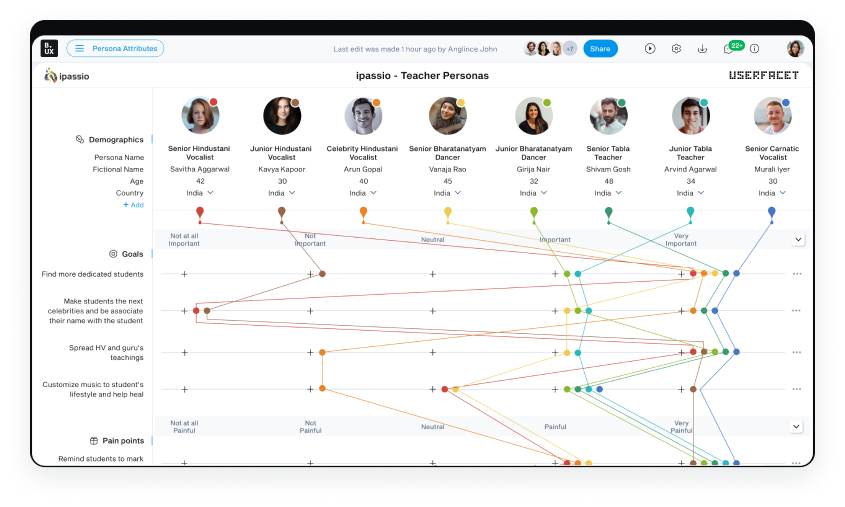 B.
UX
Persona Attributes
Last edit was made 1 hour ago by Anglince John
+7
Share
22+
ipassio
ipassio - Teacher Personas
USERFACET
Demographics
Persona Name
Fictional Name
Age
Country
+ Add
Senior Hindustani
Vocalist
Savitha Aggarwal
42
India
Junior Hindustani
Vocalist
Kavya Kapoor
30
India
Celebrity Hindustani
Vocalist
Arun Gopal
40
India
Senior Bharatanatyam
Dancer
Vanaja Rao
45
India
Junior Bharatanatyam
Dancer
Girija Nair
32
India
Senior Tabla
Teacher
Shivam Gosh
48
India
Junior Tabla
Teacher
Arvind Agarwal
34
India
Senior Carnatic
Vocalist
Murali Iyer
30
India
Not at all
Important
Not
Important
Neutral
Important
Very
Important
Goals
Find more dedicated students
Make students the next
celebrities and be associate
their name with the student
Spread HV and guru's
teachings
Customize music to student's
lifestyle and help heal
Not at all
Painful
Not
Painful
Neutral
Painful
Very
Painful
Pain points
Remind students to mark